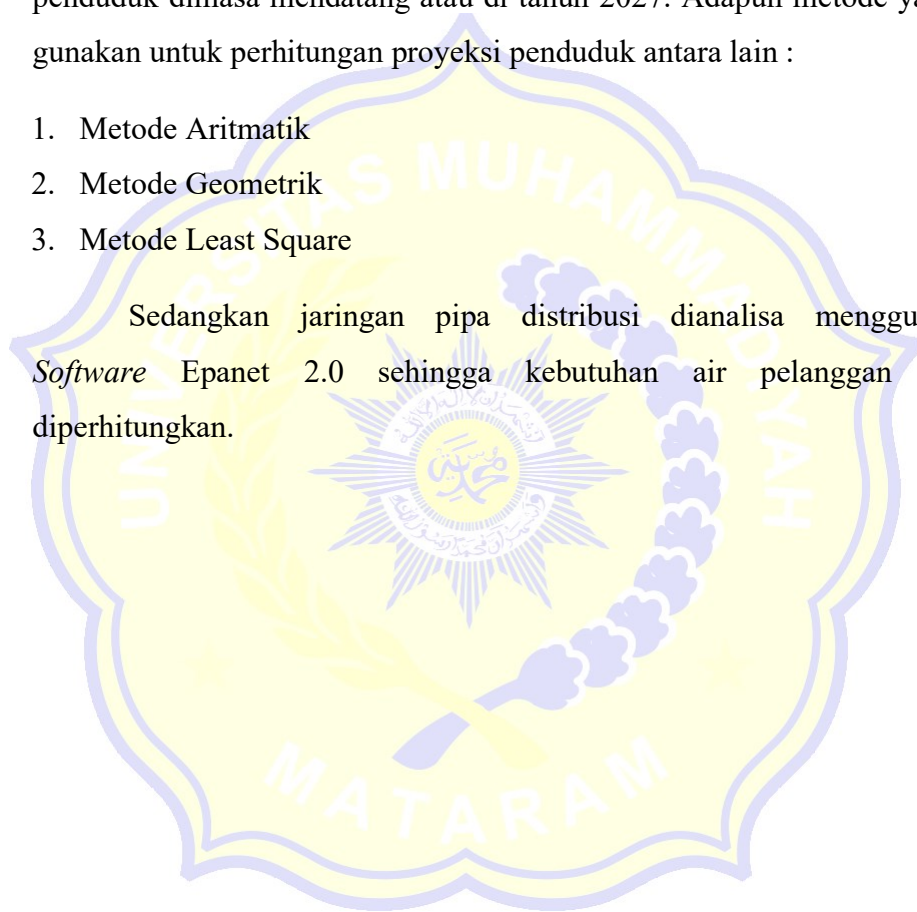 penduduk dimasa mendatang atau di tahun 2027. Adapun metode ya
gunakan untuk perhitungan proyeksi penduduk antara lain :
1. Metode Aritmatik
2. Metode Geometrik
3. Metode Least Square
Sedangkan jaringan pipa distribusi dianalisa menggu
Software Epanet 2.0 sehingga kebutuhan air pelanggan
diperhitungkan.
UNIVERSITAS MUHAMMADIYAH
MATARAM